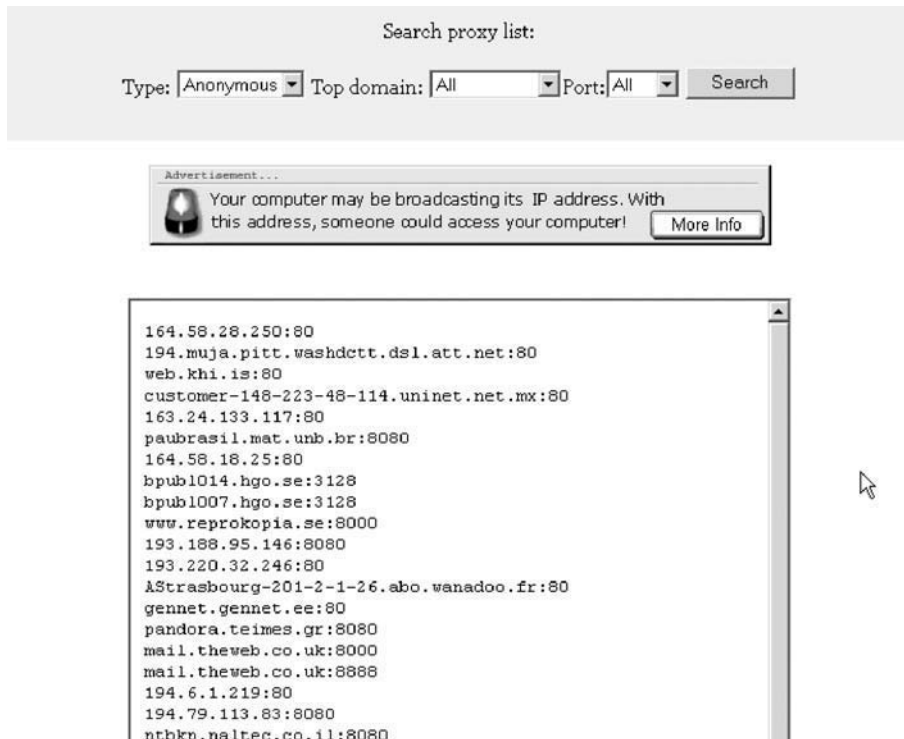 Search proxy list:
Type: Anonymous Top domain: All Port: All Search
Advertisement...
Your computer may be broadcasting its IP address. With
this address, someone could access your computer! More Info
164.58.28.250:80
194.muja.pitt.washdctt.dsl.att.net:80
web.khi.is:80
customer-148-223-48-114.uninet.net.mx:80
163.24.133.117:80
paubrasil.mat.unb.br:8080
164.58.18.25:80
bpubl014.hgo.se:3128
bpubl007.hgo.se:3128
www.reprokopia.se:8000
193.188.95.146:8080
193.220.32.246:80
AStrasbourg-201-2-1-26.abo.wanadoo.fr:80
gennet.gennet.ee:80
pandora.teimes.gr:8080
mail.theweb.co.uk:8000
mail.theweb.co.uk:8888
194.6.1.219:80
194.79.113.83:8080
ntbkp.naltec.co.il:8080